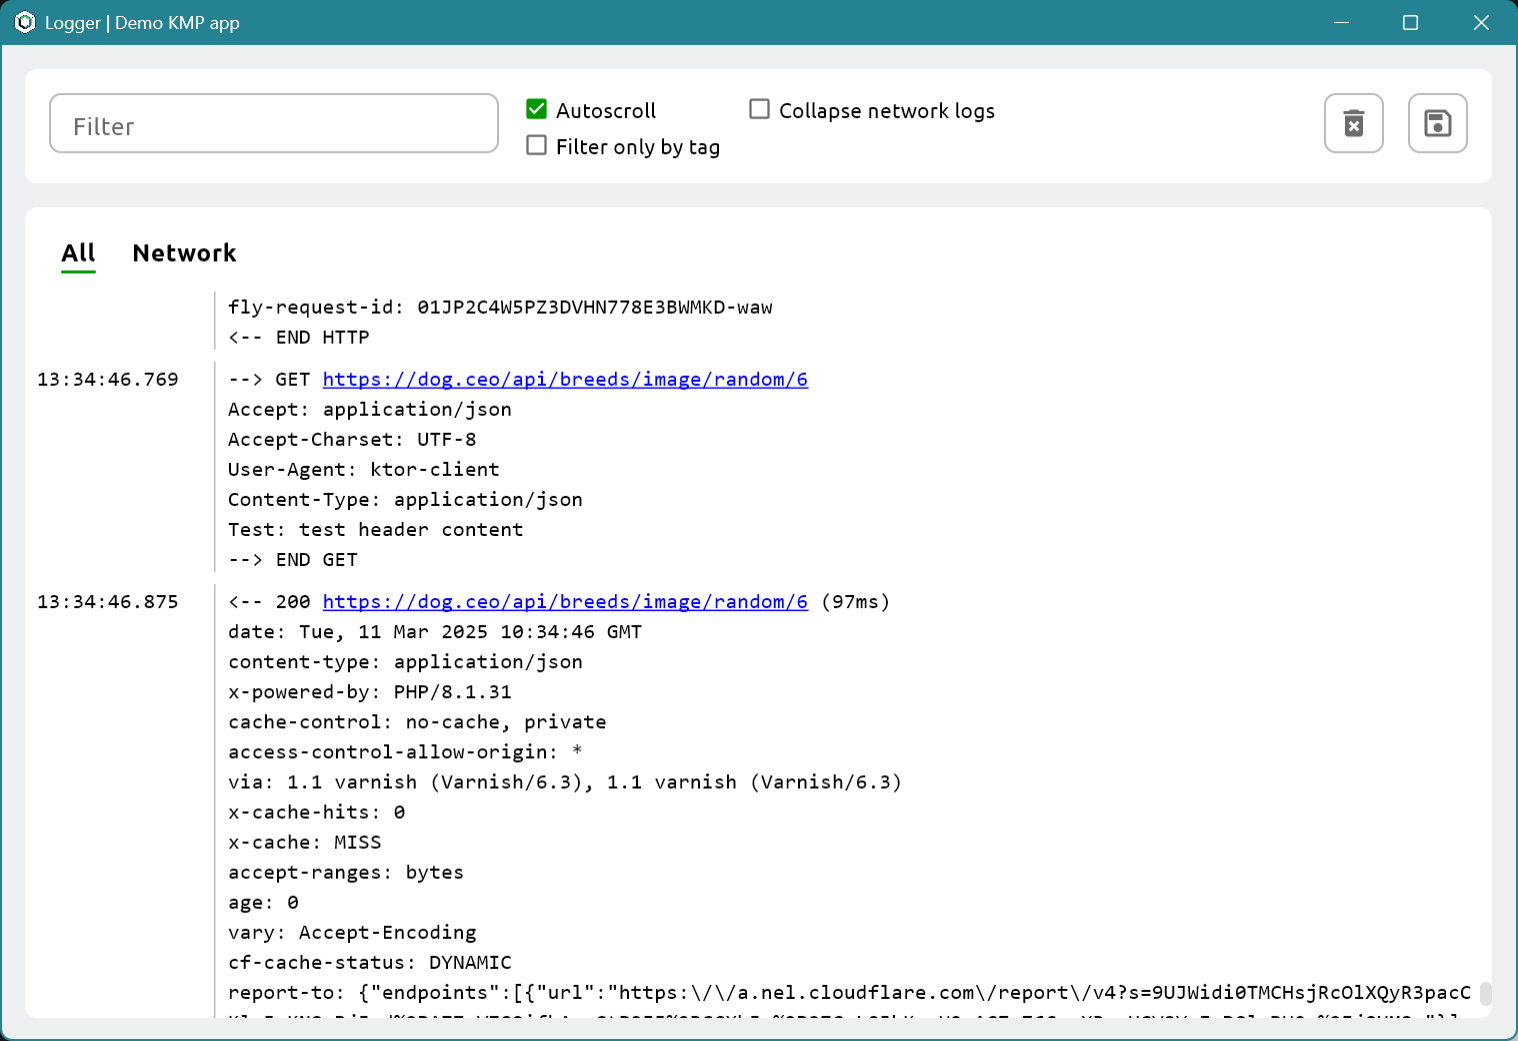 Logger | Demo KMP app
Filter
Autoscroll
Collapse network logs
Filter only by tag
All Network
fly-request-id: 01JP2C4W5PZ3DVHN778E3BWMKD-waw
<-- END HTTP
13:34:46.769 --> GET https://dog.ceo/api/breeds/image/random/6
Accept: application/json
Accept-Charset: UTF-8
User-Agent: ktor-client
Content-Type: application/json
Test: test header content
--> END GET
13:34:46.875 <-- 200 https://dog.ceo/api/breeds/image/random/6 (97ms)
date: Tue, 11 Mar 2025 10:34:46 GMT
content-type: application/json
x-powered-by: PHP/8.1.31
cache-control: no-cache, private
access-control-allow-origin: *
via: 1.1 varnish (Varnish/6.3), 1.1 varnish (Varnish/6.3)
x-cache-hits: 0
x-cache: MISS
accept-ranges: bytes
age: 0
vary: Accept-Encoding
cf-cache-status: DYNAMIC
report-to: {"endpoints":[{"url":"https:\/\/a.nel.cloudflare.com\/report\/v4?s=9UJWidi0TMCHsjRcOlXQyR3pacC